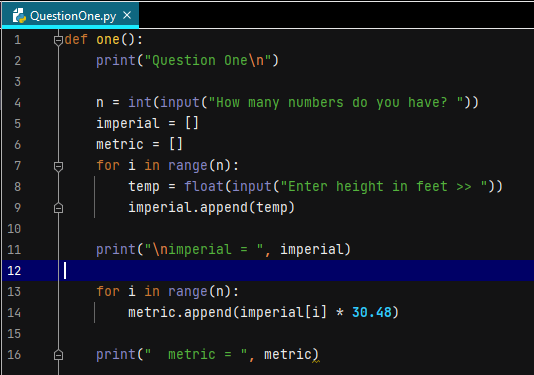 QuestionOne.py ×
1 def one():
2     print("Question One\n")
3
4     n = int(input("How many numbers do you have? "))
5     imperial = []
6     metric = []
7     for i in range(n):
8         temp = float(input("Enter height in feet >> "))
9         imperial.append(temp)
10
11     print("\nimperial = ", imperial)
12
13     for i in range(n):
14         metric.append(imperial[i] * 30.48)
15
16     print("  metric = ", metric)